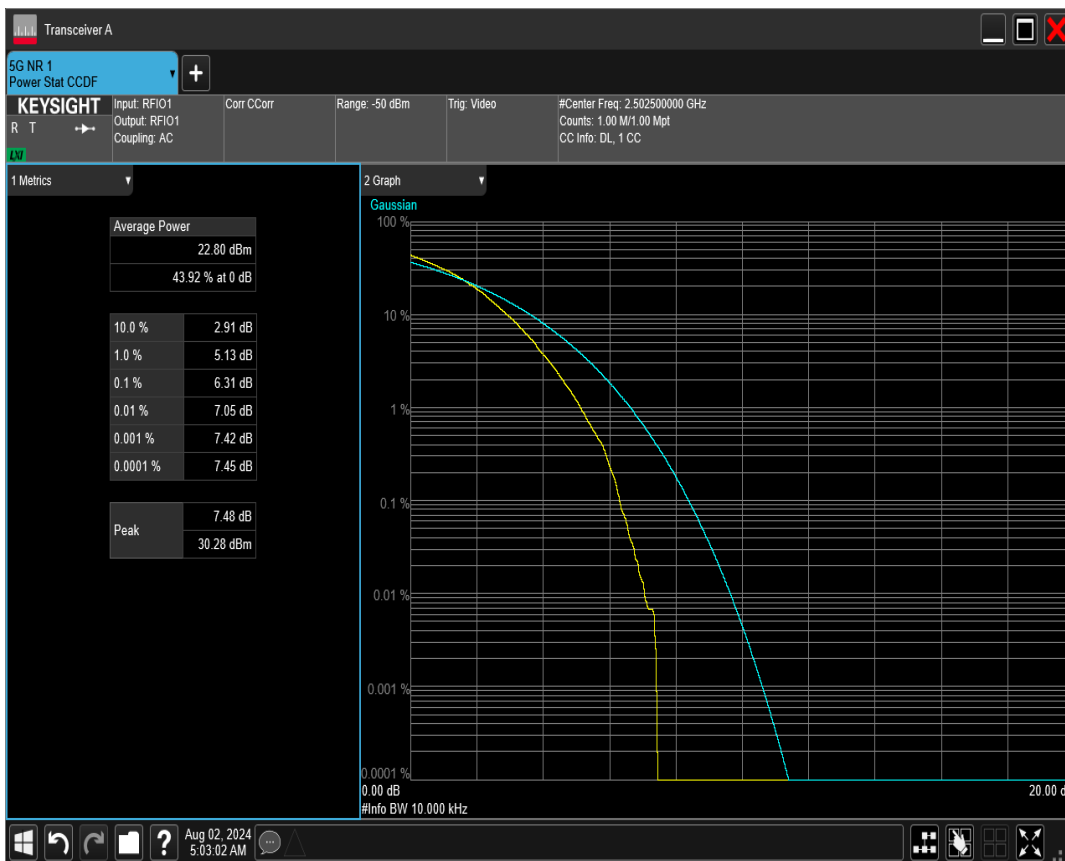 Transceiver A
5G NR 1
Power Stat CCDF
KEYSIGHT
R T
LXI
Input: RFIO1
Output: RFIO1
Coupling: AC
Corr CCorr
Range: -50 dBm
Trig: Video
#Center Freq: 2.502500000 GHz
Counts: 1.00 M/1.00 Mpt
CC Info: DL, 1 CC
1 Metrics
Average Power
22.80 dBm
43.92 % at 0 dB
10.0 % 2.91 dB
1.0 % 5.13 dB
0.1 % 6.31 dB
0.01 % 7.05 dB
0.001 % 7.42 dB
0.0001 % 7.45 dB
Peak 7.48 dB
30.28 dBm
2 Graph
Gaussian
100 %
10 %
1 %
0.1 %
0.01 %
0.001 %
0.0001 %
0.00 dB 20.00 d
#Info BW 10.000 kHz
? Aug 02, 2024
5:03:02 AM